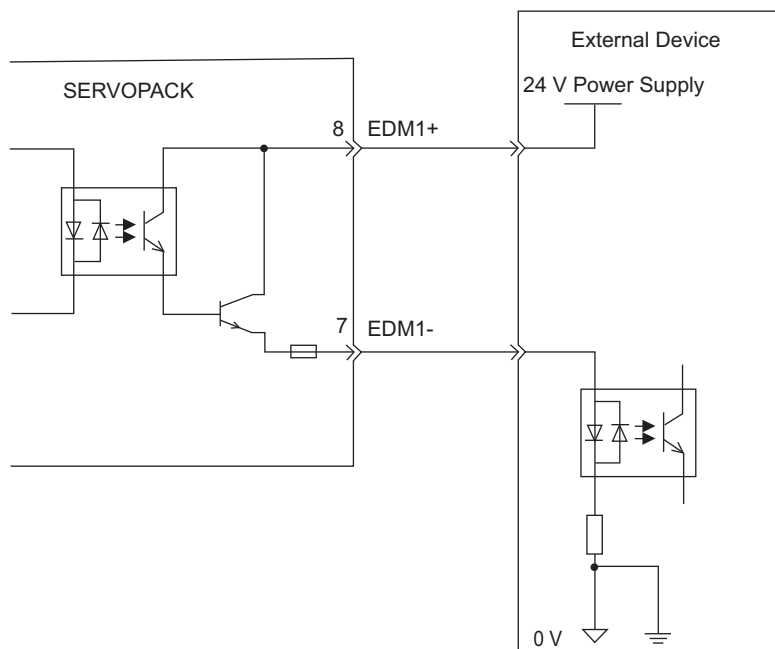 External Device
SERVOPACK
24 V Power Supply
8 EDM1+
7 EDM1-
0 V